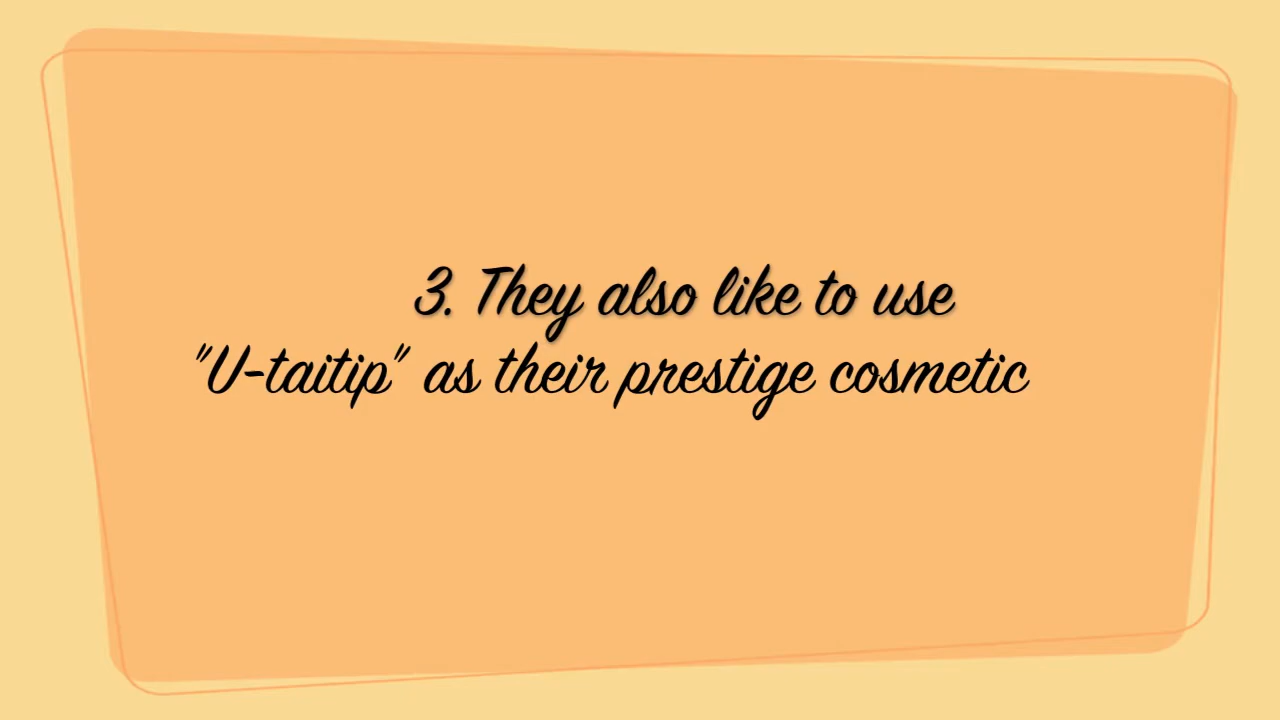 3. They also like to use
"U-taitip" as their prestige cosmetic